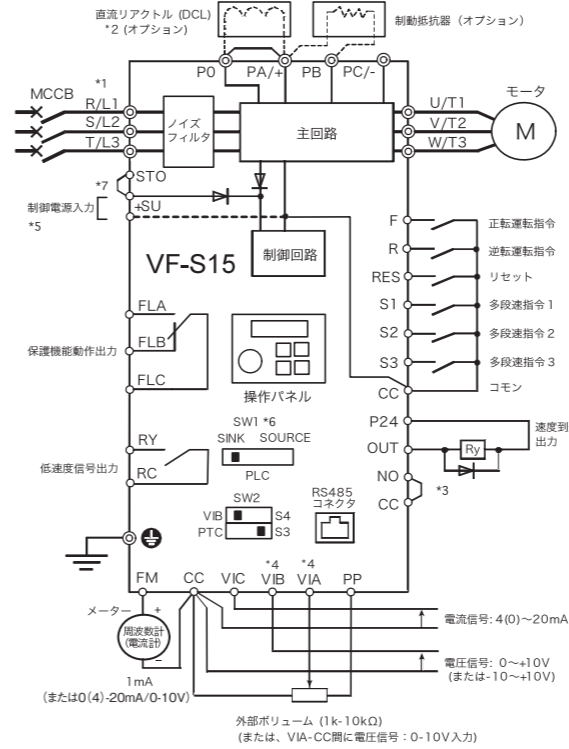 直流リアクトル (DCL)
*2 (オプション)
制動抵抗器（オプション）
P0 PA/+ PB PC/-
*1
MCCB
R/L1
S/L2
T/L3
ノイズ
フィルタ
主回路
U/T1
V/T2
W/T3
モータ
M
*7
STO
制御電源入力
*5
+SU
制御回路
VF-S15
F 正転運転指令
R 逆転運転指令
RES リセット
S1 多段速指令1
S2 多段速指令2
S3 多段速指令3
CC コモン
FLA
FLB
保護機能動作出力
FLC
操作パネル
P24
OUT
Ry
速度到
出力
NO
*3
CC
SW1 *6
SINK SOURCE
PLC
RY
低速度信号出力
RC
SW2
VIB S4
PTC S3
RS485
コネクタ
*4 *4
FM CC VIC VIB VIA PP
メーター
+
周波数計
(電流計)
−
1mA
(または0(4)-20mA/0-10V)
電流信号: 4(0)～20mA
電圧信号: 0～+10V
(または-10～+10V)
外部ボリューム (1k-10kΩ)
(または、VIA-CC間に電圧信号：0-10V入力)